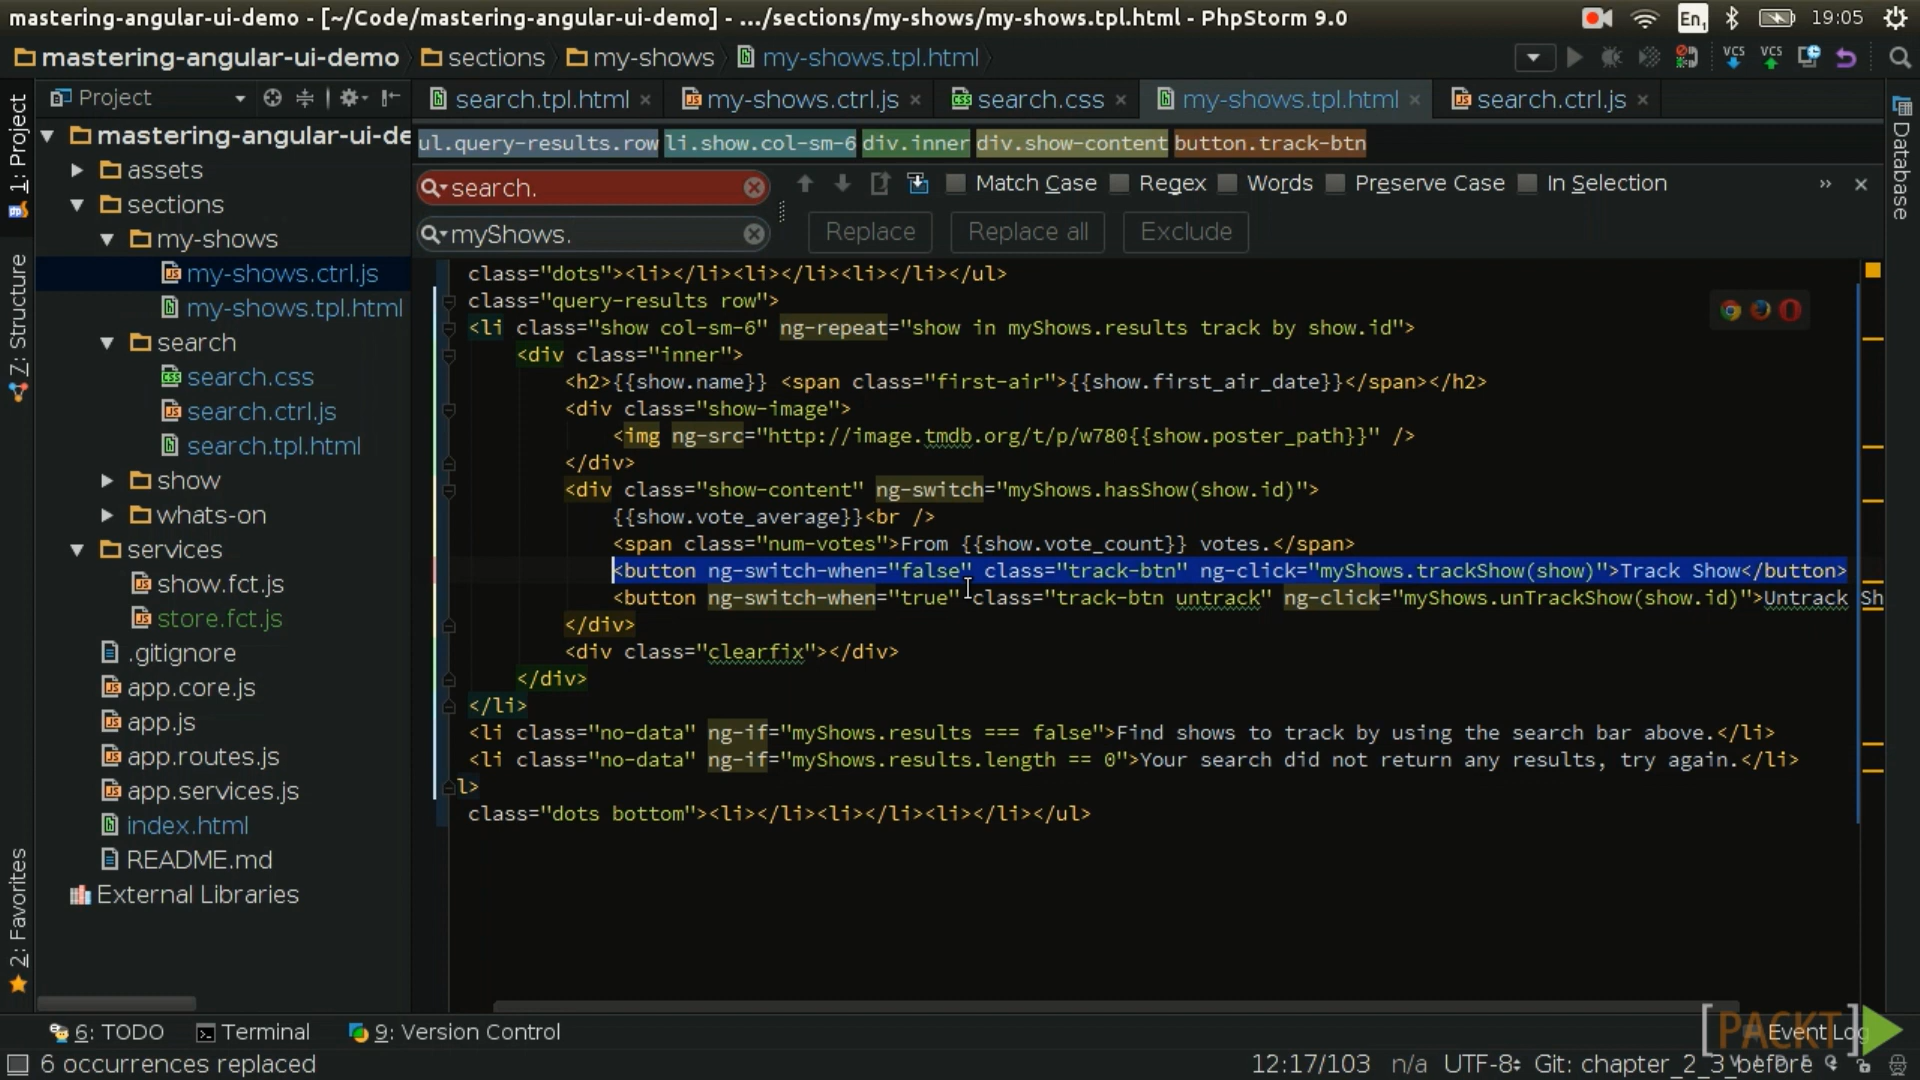 mastering-angular-ui-demo - [~/Code/mastering-angular-ui-demo] - .../sections/my-shows/my-shows.tpl.html - PhpStorm 9.0
En1
19:05
mastering-angular-ui-demo
sections
my-shows
my-shows.tpl.html
VCS
VCS
Project
search.tpl.html
my-shows.ctrl.js
search.css
my-shows.tpl.html
search.ctrl.js
ul.query-results.row li.show.col-sm-6 div.inner div.show-content button.track-btn
search.
Match Case
Regex
Words
Preserve Case
In Selection
myShows.
Replace
Replace all
Exclude
1: Project
7: Structure
2: Favorites
Database
mastering-angular-ui-de
assets
sections
my-shows
my-shows.ctrl.js
my-shows.tpl.html
search
search.css
search.ctrl.js
search.tpl.html
show
whats-on
services
show.fct.js
store.fct.js
.gitignore
app.core.js
app.js
app.routes.js
app.services.js
index.html
README.md
External Libraries
class="dots"><li></li><li></li><li></li></ul>
class="query-results row">
<li class="show col-sm-6" ng-repeat="show in myShows.results track by show.id">
<div class="inner">
<h2>{{show.name}} <span class="first-air">{{show.first_air_date}}</span></h2>
<div class="show-image">
<img ng-src="http://image.tmdb.org/t/p/w780{{show.poster_path}}" />
</div>
<div class="show-content" ng-switch="myShows.hasShow(show.id)">
{{show.vote_average}}<br />
<span class="num-votes">From {{show.vote_count}} votes.</span>
<button ng-switch-when="false" class="track-btn" ng-click="myShows.trackShow(show)">Track Show</button>
<button ng-switch-when="true" class="track-btn untrack" ng-click="myShows.unTrackShow(show.id)">Untrack Sh
</div>
<div class="clearfix"></div>
</div>
</li>
<li class="no-data" ng-if="myShows.results === false">Find shows to track by using the search bar above.</li>
<li class="no-data" ng-if="myShows.results.length == 0">Your search did not return any results, try again.</li>
l>
class="dots bottom"><li></li><li></li><li></li></ul>
6: TODO
Terminal
9: Version Control
Event Log
[PACKT]
VIDEO
6 occurrences replaced
12:17/103
n/a
UTF-8
Git: chapter_2_3_before